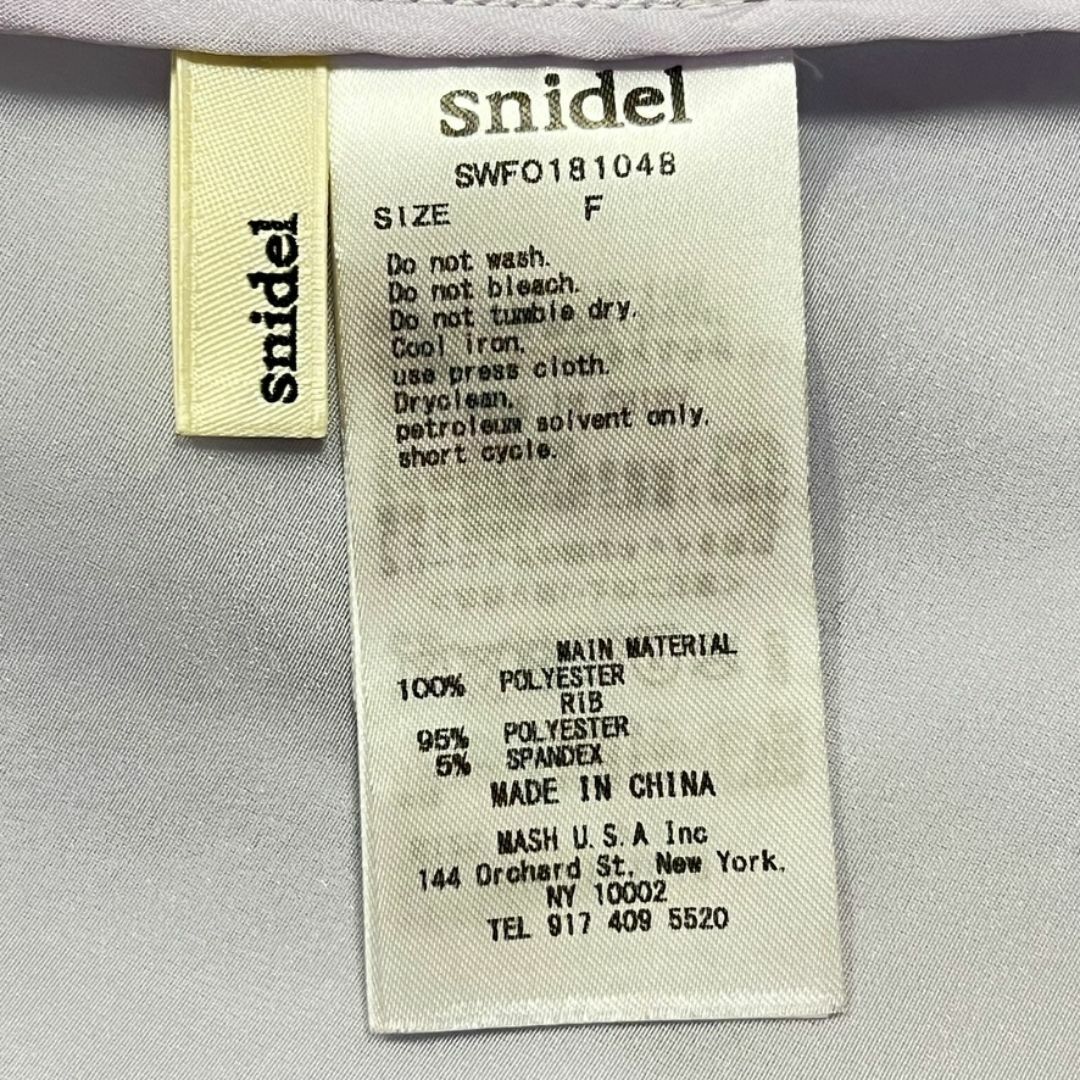 snidel
snidel
SWFO181048
SIZE F
Do not wash.
Do not bleach.
Do not tumble dry.
Cool iron.
use press cloth.
Dryclean.
petroleum solvent only.
short cycle.
MAIN MATERIAL
100% POLYESTER
RIB
95% POLYESTER
5% SPANDEX
MADE IN CHINA
MASH U.S.A Inc
144 Orchard St, New York,
NY 10002
TEL 917 409 5520